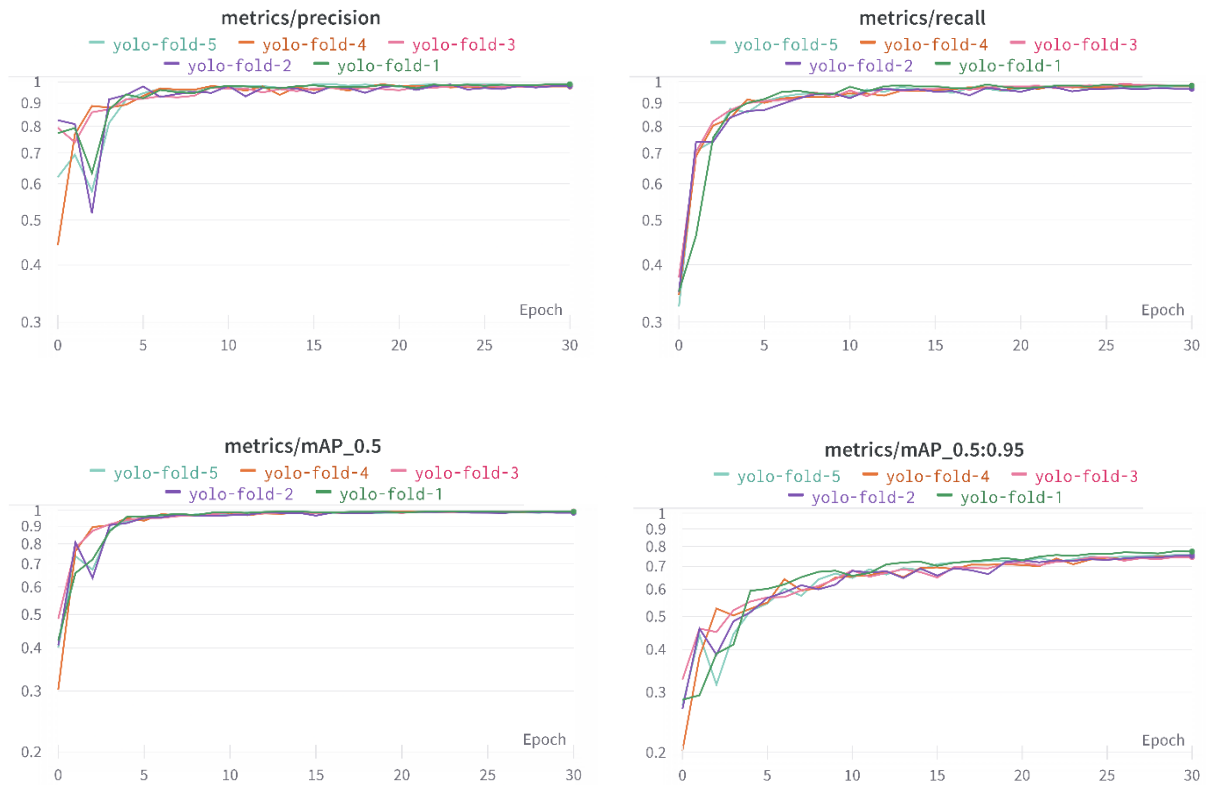 metrics/precision
yolo-fold-5 yolo-fold-4 yolo-fold-3
yolo-fold-2 yolo-fold-1
1
0.9
0.8
0.7
0.6
0.5
0.4
0.3
Epoch
0 5 10 15 20 25 30
metrics/recall
yolo-fold-5 yolo-fold-4 yolo-fold-3
yolo-fold-2 yolo-fold-1
1
0.9
0.8
0.7
0.6
0.5
0.4
0.3
Epoch
0 5 10 15 20 25 30
metrics/mAP_0.5
yolo-fold-5 yolo-fold-4 yolo-fold-3
yolo-fold-2 yolo-fold-1
1
0.9
0.8
0.7
0.6
0.5
0.4
0.3
0.2
Epoch
0 5 10 15 20 25 30
metrics/mAP_0.5:0.95
yolo-fold-5 yolo-fold-4 yolo-fold-3
yolo-fold-2 yolo-fold-1
1
0.9
0.8
0.7
0.6
0.5
0.4
0.3
0.2
Epoch
0 5 10 15 20 25 30